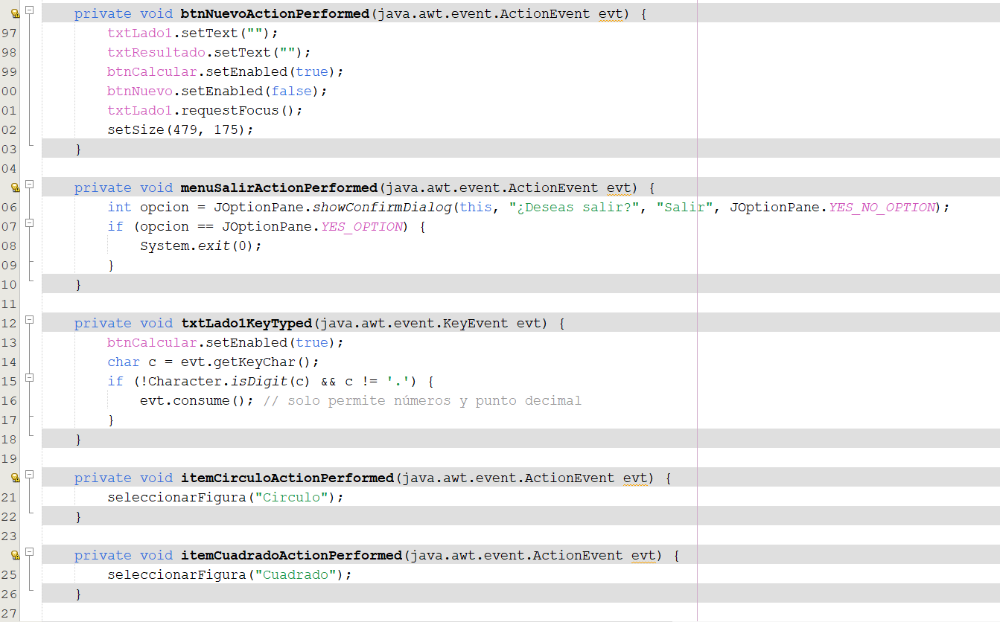 private void btnNuevoActionPerformed(java.awt.event.ActionEvent evt) {
97      txtLado1.setText("");
98      txtResultado.setText("");
99      btnCalcular.setEnabled(true);
00      btnNuevo.setEnabled(false);
01      txtLado1.requestFocus();
02      setSize(479, 175);
03  }
04
    private void menuSalirActionPerformed(java.awt.event.ActionEvent evt) {
06      int opcion = JOptionPane.showConfirmDialog(this, "¿Deseas salir?", "Salir", JOptionPane.YES_NO_OPTION);
07      if (opcion == JOptionPane.YES_OPTION) {
08          System.exit(0);
09      }
10  }
11
12  private void txtLado1KeyTyped(java.awt.event.KeyEvent evt) {
13      btnCalcular.setEnabled(true);
14      char c = evt.getKeyChar();
15      if (!Character.isDigit(c) && c != '.') {
16          evt.consume(); // solo permite números y punto decimal
17      }
18  }
19
    private void itemCirculoActionPerformed(java.awt.event.ActionEvent evt) {
21      seleccionarFigura("Circulo");
22  }
23
    private void itemCuadradoActionPerformed(java.awt.event.ActionEvent evt) {
25      seleccionarFigura("Cuadrado");
26  }
27